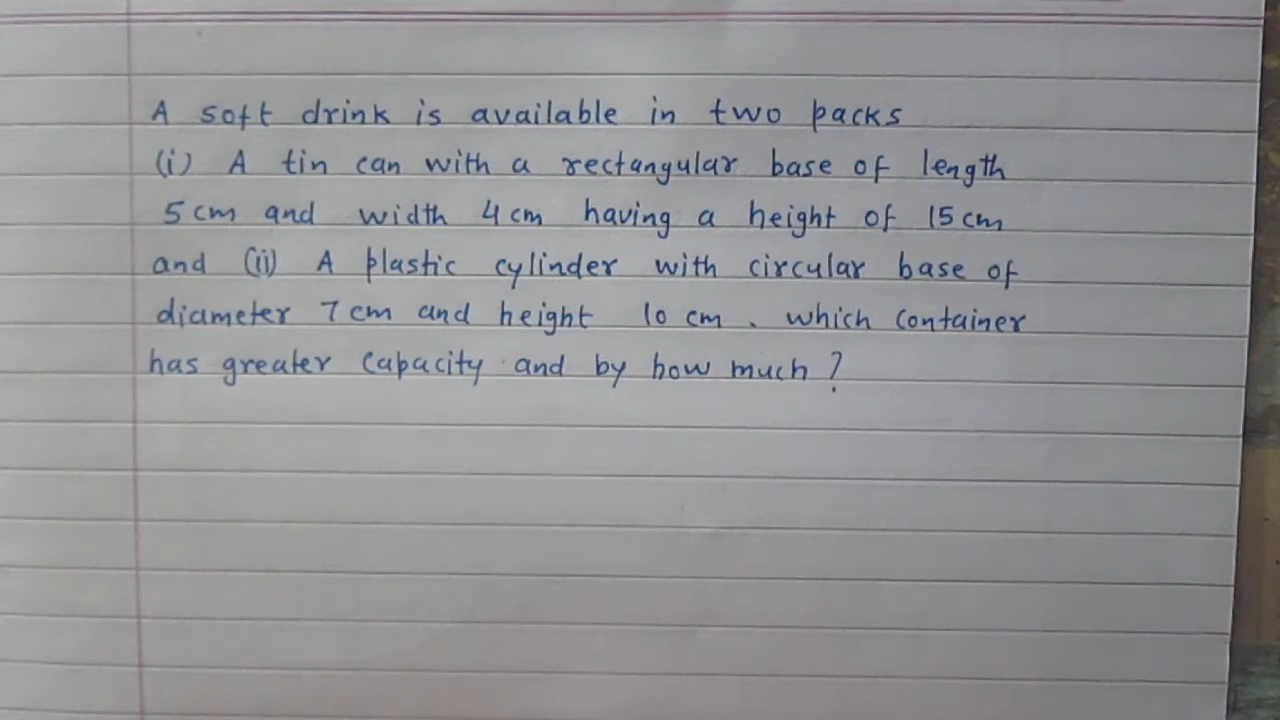 A soft drink is available in two packs
(i) A tin can with a rectangular base of length
5 cm and width 4 cm having a height of 15 cm
and (ii) A plastic cylinder with circular base of
diameter 7 cm and height 10 cm . which container
has greater capacity and by how much ?